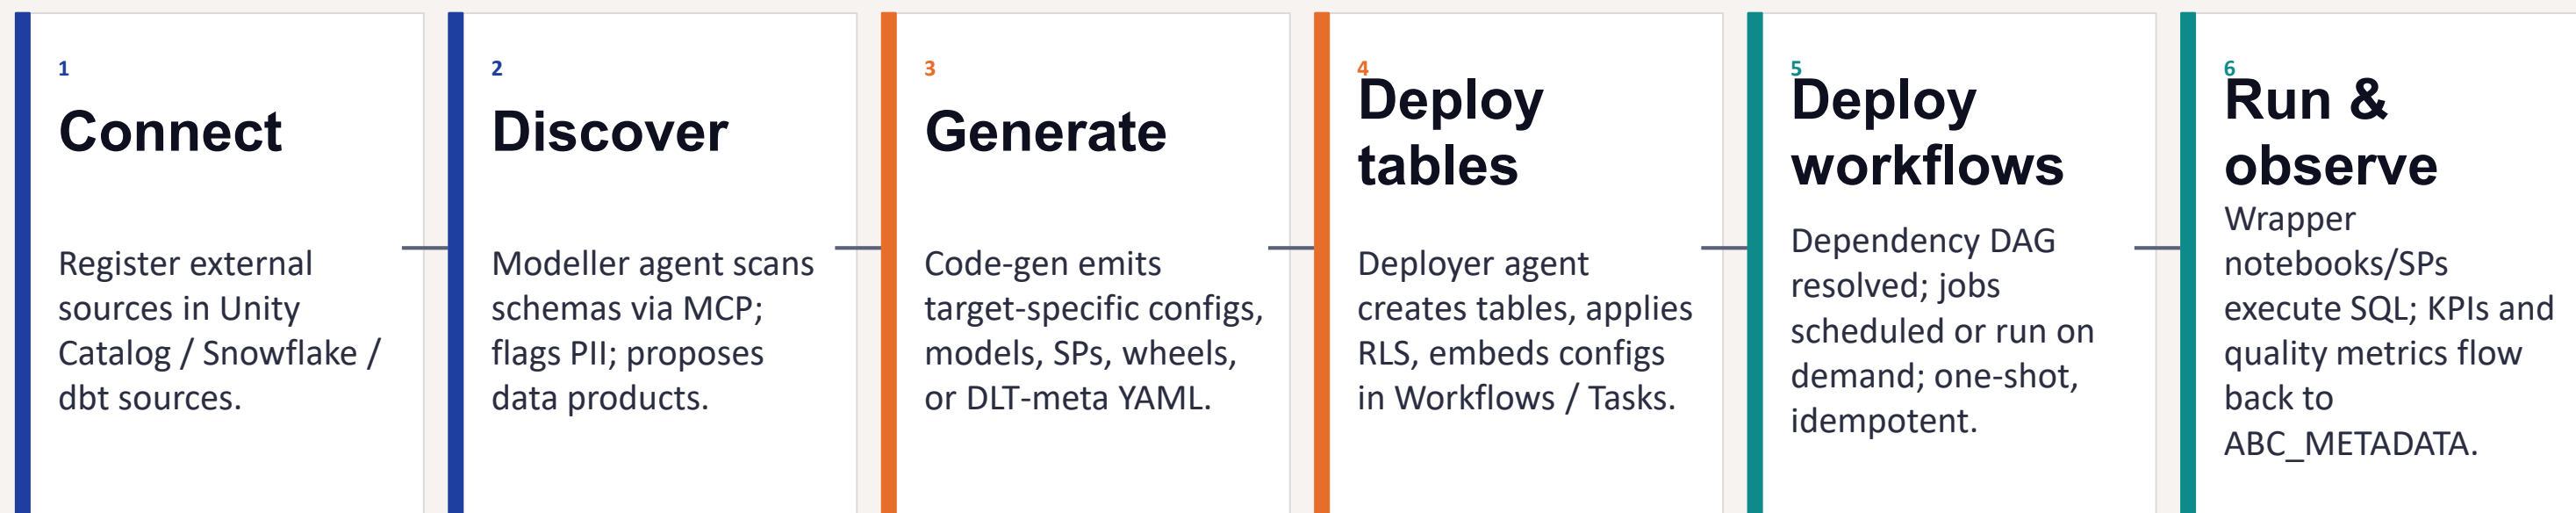 1
Connect
Register external
sources in Unity
Catalog / Snowflake /
dbt sources.
2
Discover
Modeller agent scans
schemas via MCP;
flags PII; proposes
data products.
3
Generate
Code-gen emits
target-specific configs,
models, SPs, wheels,
or DLT-meta YAML.
4
Deploy
tables
Deployer agent
creates tables, applies
RLS, embeds configs
in Workflows / Tasks.
5
Deploy
workflows
Dependency DAG
resolved; jobs
scheduled or run on
demand; one-shot,
idempotent.
6
Run &
observe
Wrapper
notebooks/SPs
execute SQL; KPIs and
quality metrics flow
back to
ABC_METADATA.